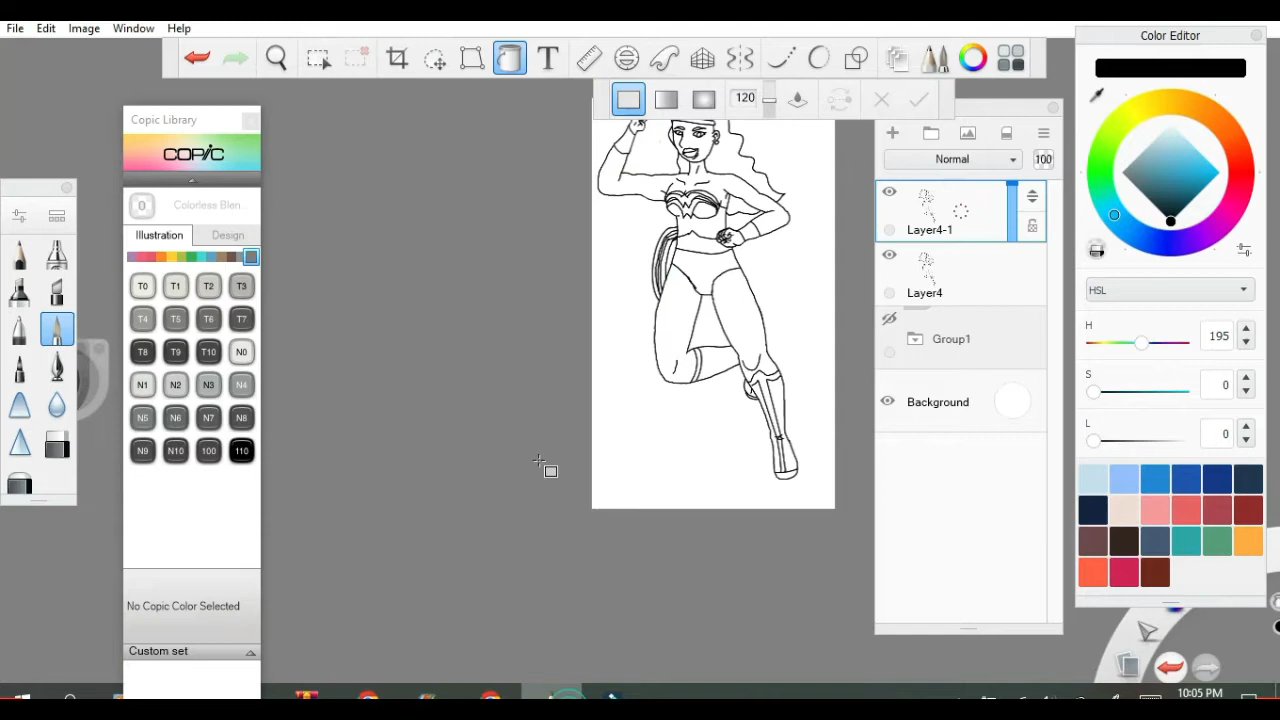 File Edit Image Window Help
T
Color Editor
120
Copic Library
COPIC
0 Colorless Blen...
Illustration Design
T0 T1 T2 T3
T4 T5 T6 T7
T8 T9 T10 N0
N1 N2 N3 N4
N5 N6 N7 N8
N9 N10 100 110
No Copic Color Selected
Custom set
Normal 100
Layer4-1
Layer4
Group1
Background
HSL
H 195
S 0
L 0
10:05 PM